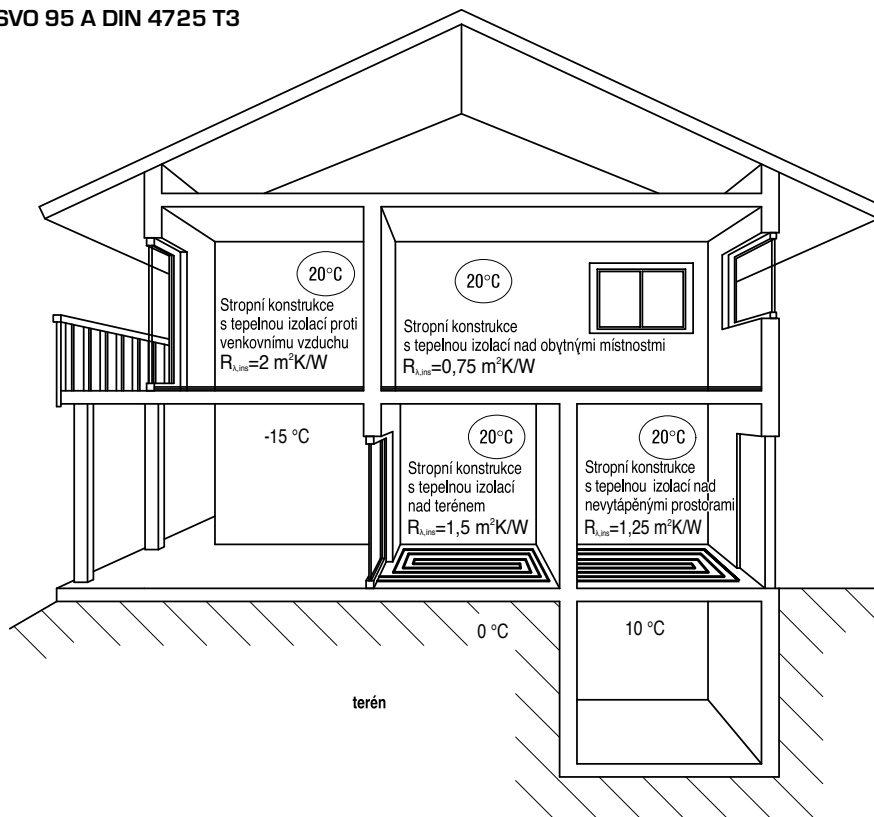 SVO 95 A DIN 4725 T3
20°C
Stropní konstrukce
s tepelnou izolací proti
venkovnímu vzduchu
Rλ,ins=2 m²K/W
20°C
Stropní konstrukce
s tepelnou izolací nad obytnými místnostmi
Rλ,ins=0,75 m²K/W
-15 °C
20°C
Stropní konstrukce
s tepelnou izolací
nad terénem
Rλ,ins=1,5 m²K/W
20°C
Stropní konstrukce
s tepelnou izolací nad
nevytápěnými prostorami
Rλ,ins=1,25 m²K/W
0 °C
10 °C
terén